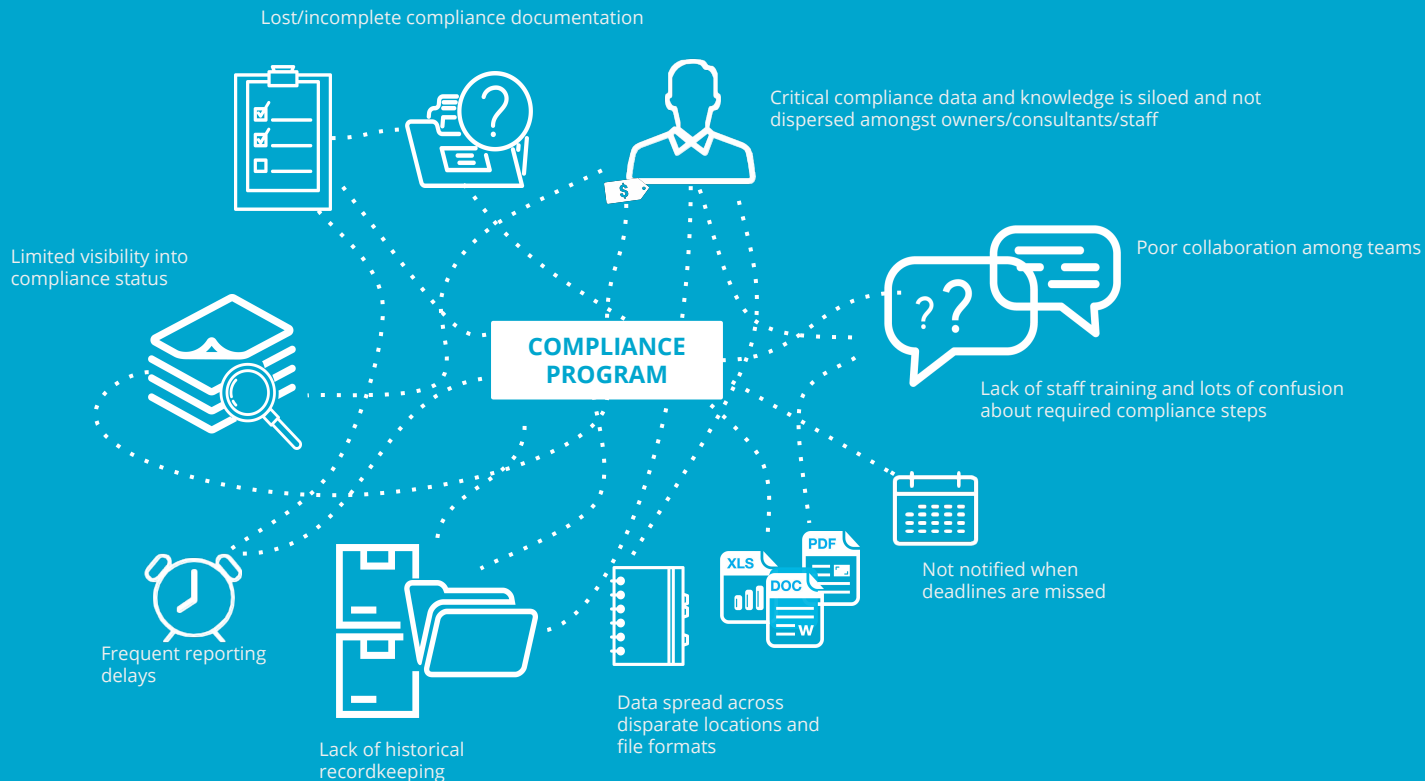 Lost/incomplete compliance documentation
Critical compliance data and knowledge is siloed and not
dispersed amongst owners/consultants/staff
$
Limited visibility into
compliance status
Poor collaboration among teams
? 
??
COMPLIANCE
PROGRAM
Lack of staff training and lots of confusion
about required compliance steps
PDF
XLS
DOC
W
Not notified when
deadlines are missed
Frequent reporting
delays
Data spread across
disparate locations and
file formats
Lack of historical
recordkeeping